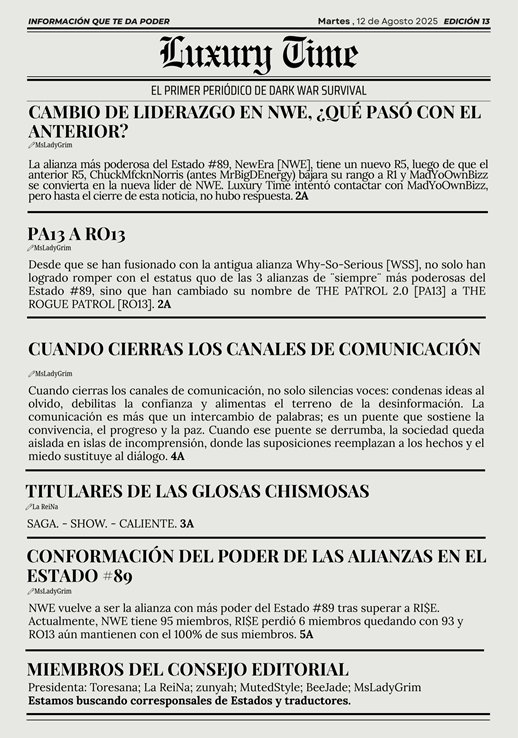 INFORMACIÓN QUE TE DA PODER
Martes , 12 de Agosto 2025 EDICIÓN 13
Luxury Time
EL PRIMER PERIÓDICO DE DARK WAR SURVIVAL
CAMBIO DE LIDERAZGO EN NWE, ¿QUÉ PASÓ CON EL
ANTERIOR?
MsLadyGrim
La alianza más poderosa del Estado #89, NewEra [NWE], tiene un nuevo R5, luego de que el
anterior R5, ChuckMfcknNorris (antes MrBigDEnergy) bajara su rango a R1 y MadYoOwnBizz
se convierta en la nueva líder de NWE. Luxury Time intentó contactar con MadYoOwnBizz,
pero hasta el cierre de esta noticia, no hubo respuesta. 2A
PA13 A RO13
MsLadyGrim
Desde que se han fusionado con la antigua alianza Why-So-Serious [WSS], no solo han
logrado romper con el estatus quo de las 3 alianzas de ¨siempre¨ más poderosas del
Estado #89, sino que han cambiado su nombre de THE PATROL 2.0 [PA13] a THE
ROGUE PATROL [RO13]. 2A
CUANDO CIERRAS LOS CANALES DE COMUNICACIÓN
MsLadyGrim
Cuando cierras los canales de comunicación, no solo silencias voces: condenas ideas al
olvido, debilitas la confianza y alimentas el terreno de la desinformación. La
comunicación es más que un intercambio de palabras; es un puente que sostiene la
convivencia, el progreso y la paz. Cuando ese puente se derrumba, la sociedad queda
aislada en islas de incomprensión, donde las suposiciones reemplazan a los hechos y el
miedo sustituye al diálogo. 4A
TITULARES DE LAS GLOSAS CHISMOSAS
La ReiNa
SAGA. - SHOW. - CALIENTE. 3A
CONFORMACIÓN DEL PODER DE LAS ALIANZAS EN EL
ESTADO #89
MsLadyGrim
NWE vuelve a ser la alianza con más poder del Estado #89 tras superar a RI$E.
Actualmente, NWE tiene 95 miembros, RI$E perdió 6 miembros quedando con 93 y
RO13 aún mantienen con el 100% de sus miembros. 5A
MIEMBROS DEL CONSEJO EDITORIAL
Presidenta: Toresana; La ReiNa; zunyah; MutedStyle; BeeJade; MsLadyGrim
Estamos buscando corresponsales de Estados y traductores.